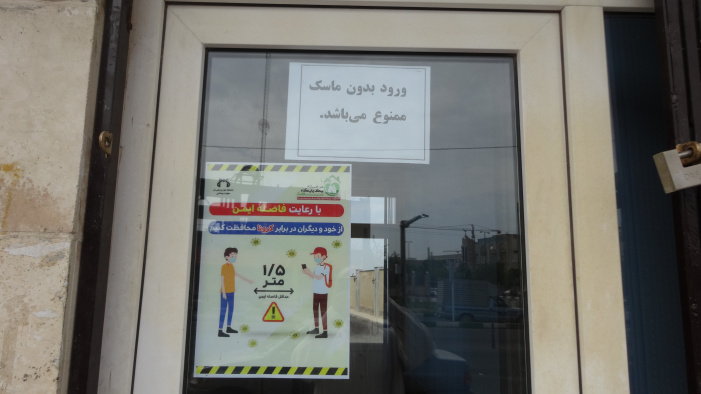 ورود بدون ماسک
ممنوع می‌باشد.
با رعایت فاصله ایمن
از خود و دیگران در برابر کرونا محافظت کنیم
۱/۵
متر
حداقل فاصله ایمن